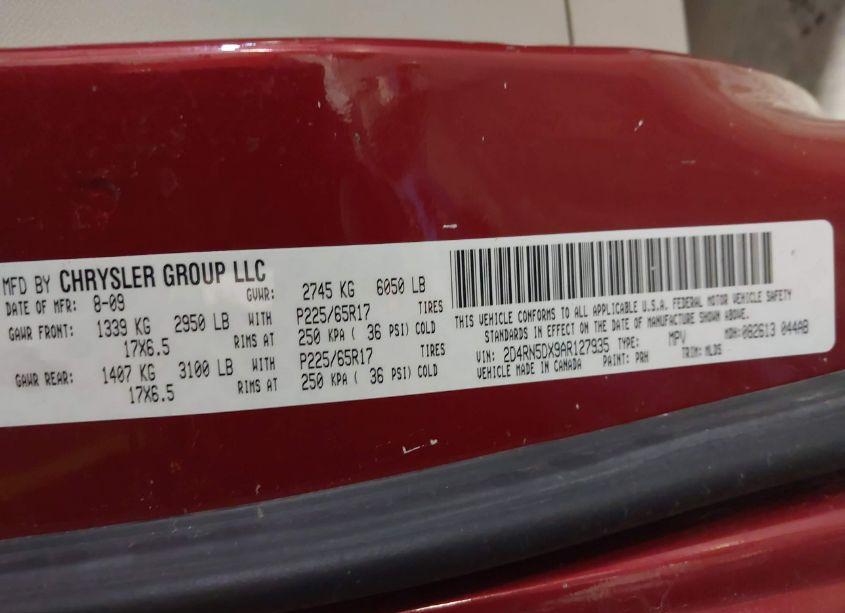 MFD BY CHRYSLER GROUP LLC
DATE OF MFR: 8-09 GVWR: 2745 KG 6050 LB
GAWR FRONT: 1339 KG 2950 LB WITH P225/65R17 TIRES
17X6.5 RIMS AT 250 KPA ( 36 PSI) COLD
GAWR REAR: 1407 KG 3100 LB WITH P225/65R17 TIRES
17X6.5 RIMS AT 250 KPA ( 36 PSI) COLD
THIS VEHICLE CONFORMS TO ALL APPLICABLE U.S.A. FEDERAL MOTOR VEHICLE SAFETY
STANDARDS IN EFFECT ON THE DATE OF MANUFACTURE SHOWN ABOVE.
VIN: 2D4RN5DX9AR127935 TYPE: MPV MDH:082613 044AB
VEHICLE MADE IN CANADA PAINT: PRH TRIM: MLDS